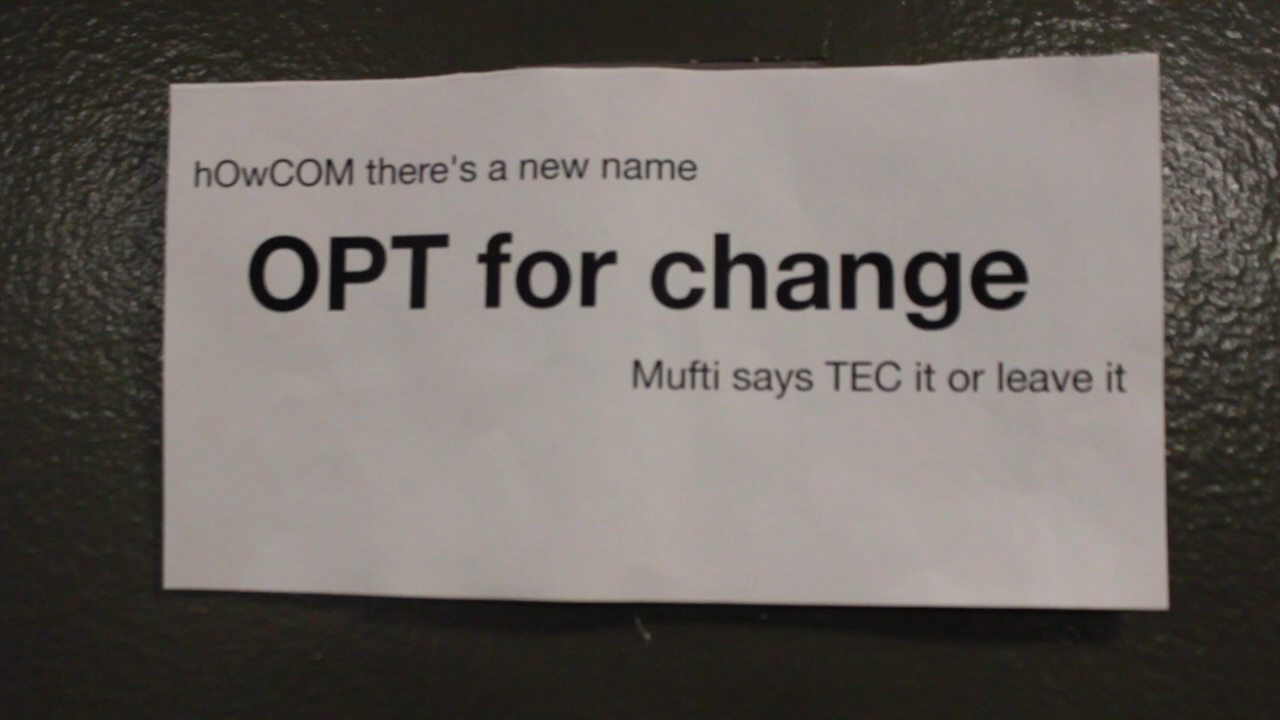 hOwCOM there's a new name
OPT for change
Mufti says TEC it or leave it